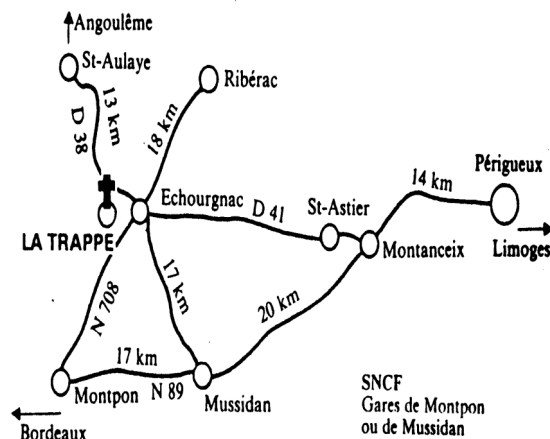 Angoulême
St-Aulaye
13 km
D 38
Ribérac
18 km
Périgueux
14 km
Echourgnac
D 41
St-Astier
LA TRAPPE
Montanceix
Limoges
N 708
17 km
20 km
17 km
N 89
Montpon
Mussidan
Bordeaux
SNCF
Gares de Montpon
ou de Mussidan